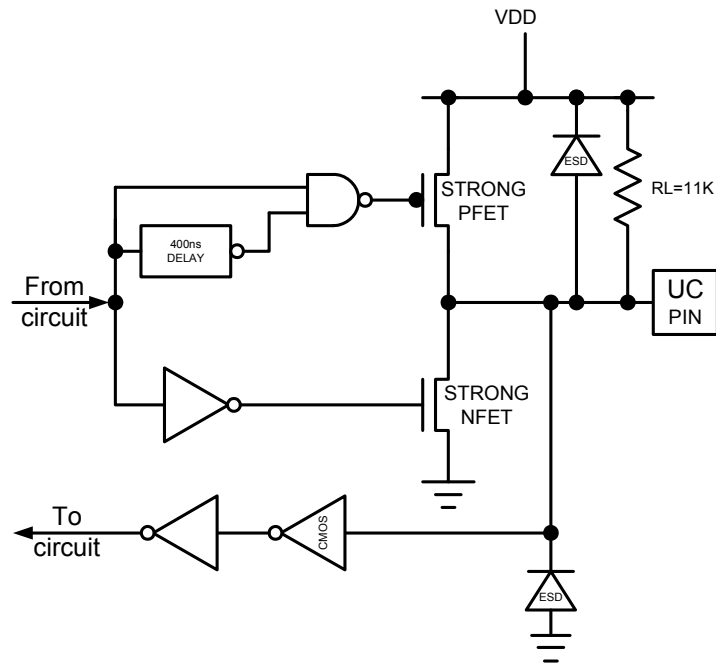 VDD
ESD
STRONG
PFET
RL=11K
400ns
DELAY
From
circuit
UC
PIN
STRONG
NFET
To
circuit
CMOS
ESD